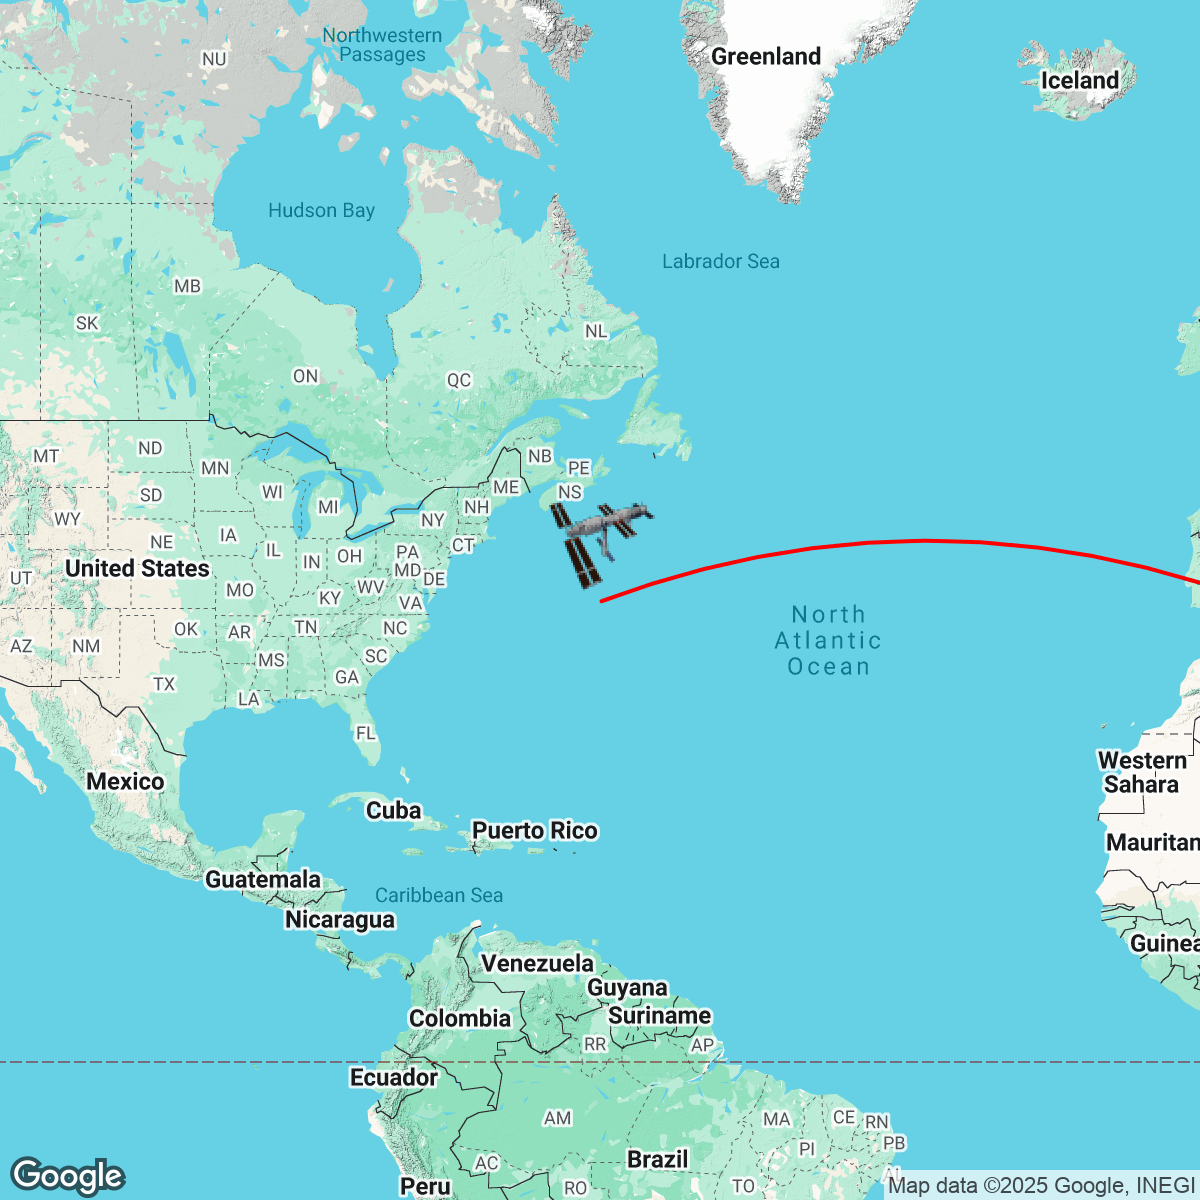 Northwestern
Passages
NU
Greenland
Iceland
Hudson Bay
Labrador Sea
MB
SK
NL
ON
QC
MT
ND
MN
NB
PE
SD
WI
MI
ME
NS
WY
NY
NH
IA
NE
IL
IN
OH
PA
CT
United States
UT
MO
WV
MD
DE
KY
VA
AZ
NM
OK
AR
TN
NC
North
Atlantic
Ocean
MS
SC
TX
LA
GA
FL
Western
Sahara
Mexico
Cuba
Puerto Rico
Mauritan
Guatemala
Caribbean Sea
Nicaragua
Guinea
Venezuela
Guyana
Colombia
Suriname
RR
AP
Ecuador
AM
MA
CE
RN
PB
PI
AC
Brazil
Peru
RO
TO
Google
Map data ©2025 Google, INEGI